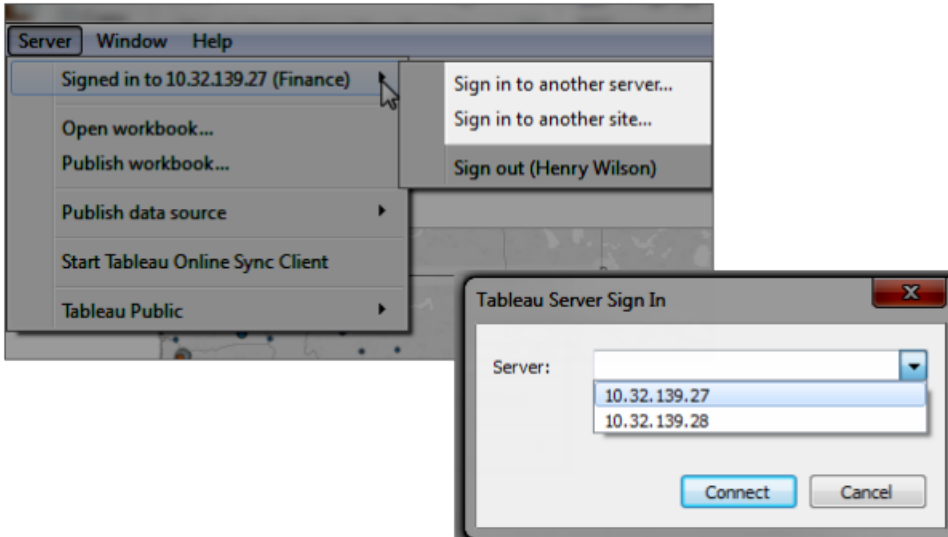 Server Window Help
Signed in to 10.32.139.27 (Finance)
Sign in to another server...
Sign in to another site...
Open workbook...
Publish workbook...
Sign out (Henry Wilson)
Publish data source
Start Tableau Online Sync Client
Tableau Public
Tableau Server Sign In
Server:
10.32.139.27
10.32.139.28
Connect Cancel